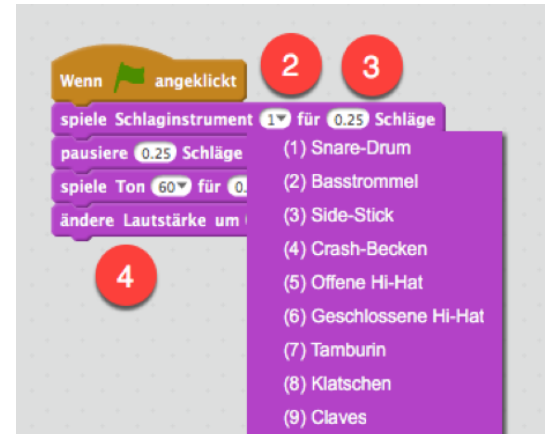 2 3
Wenn angeklickt
spiele Schlaginstrument 1 für 0.25 Schläge
pausiere 0.25 Schläge
spiele Ton 60 für 0.
ändere Lautstärke um
4
(1) Snare-Drum
(2) Basstrommel
(3) Side-Stick
(4) Crash-Becken
(5) Offene Hi-Hat
(6) Geschlossene Hi-Hat
(7) Tamburin
(8) Klatschen
(9) Claves